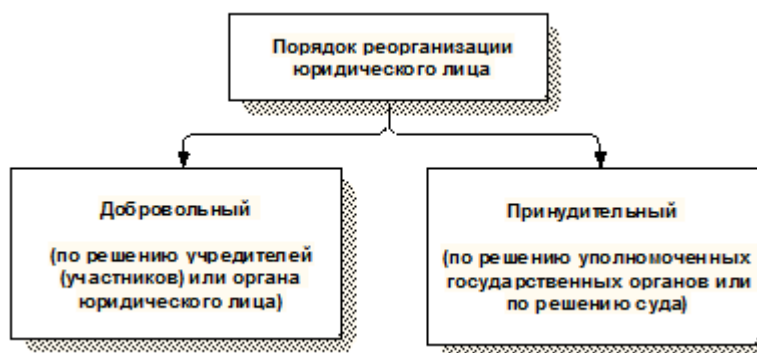 Порядок реорганизации
юридического лица
Добровольный
(по решению учредителей
(участников) или органа
юридического лица)
Принудительный
(по решению уполномоченных
государственных органов или
по решению суда)